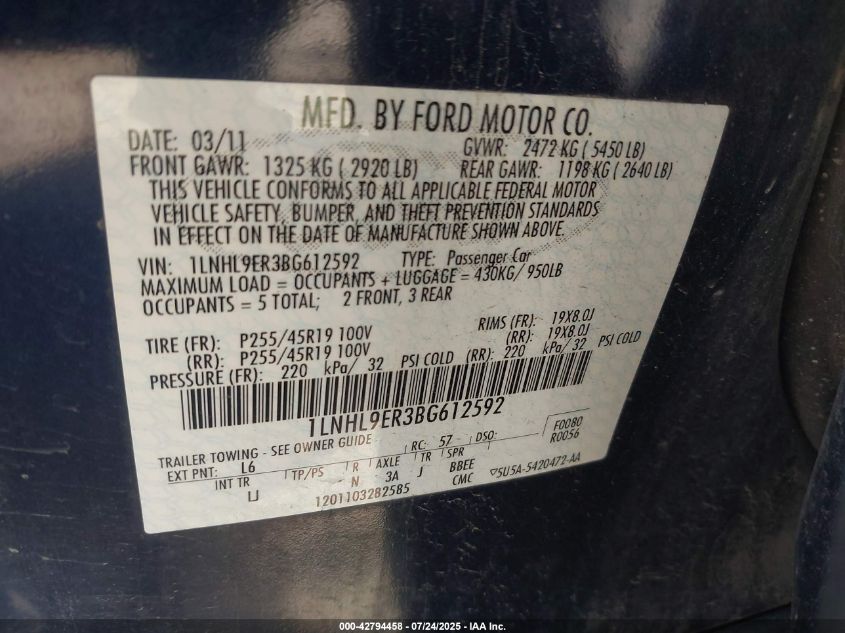 MFD. BY FORD MOTOR CO.
DATE: 03/11 GVWR: 2472 KG ( 5450 LB)
FRONT GAWR: 1325 KG ( 2920 LB) REAR GAWR: 1198 KG ( 2640 LB)
THIS VEHICLE CONFORMS TO ALL APPLICABLE FEDERAL MOTOR
VEHICLE SAFETY, BUMPER, AND THEFT PREVENTION STANDARDS
IN EFFECT ON THE DATE OF MANUFACTURE SHOWN ABOVE.
VIN: 1LNHL9ER3BG612592 TYPE: Passenger Car
MAXIMUM LOAD = OCCUPANTS + LUGGAGE = 430KG/ 950LB
OCCUPANTS = 5 TOTAL; 2 FRONT, 3 REAR
TIRE (FR): P255/45R19 100V RIMS (FR): 19X8.0J
(RR): P255/45R19 100V (RR): 19X8.0J
PRESSURE (FR): 220 kPa/ 32 PSI COLD (RR): 220 kPa/ 32 PSI COLD
1LNHL9ER3BG612592
TRAILER TOWING - SEE OWNER GUIDE RC: 57 DSO: F0080
EXT PNT: L6 R0056
INT TR TP/PS R AXLE TR SPR
LJ N 3A J BBEE
CMC 5U5A-5420472-AA
1201103282585
000-42794458 - 07/24/2025 - IAA Inc.